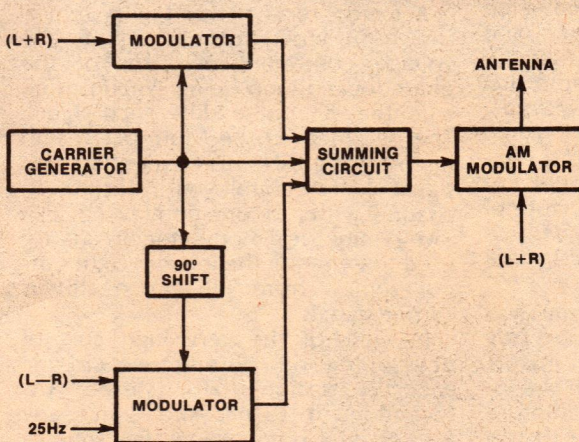 (L+R)
MODULATOR
ANTENNA
CARRIER
GENERATOR
SUMMING
CIRCUIT
AM
MODULATOR
90°
SHIFT
(L+R)
(L—R)
MODULATOR
25Hz